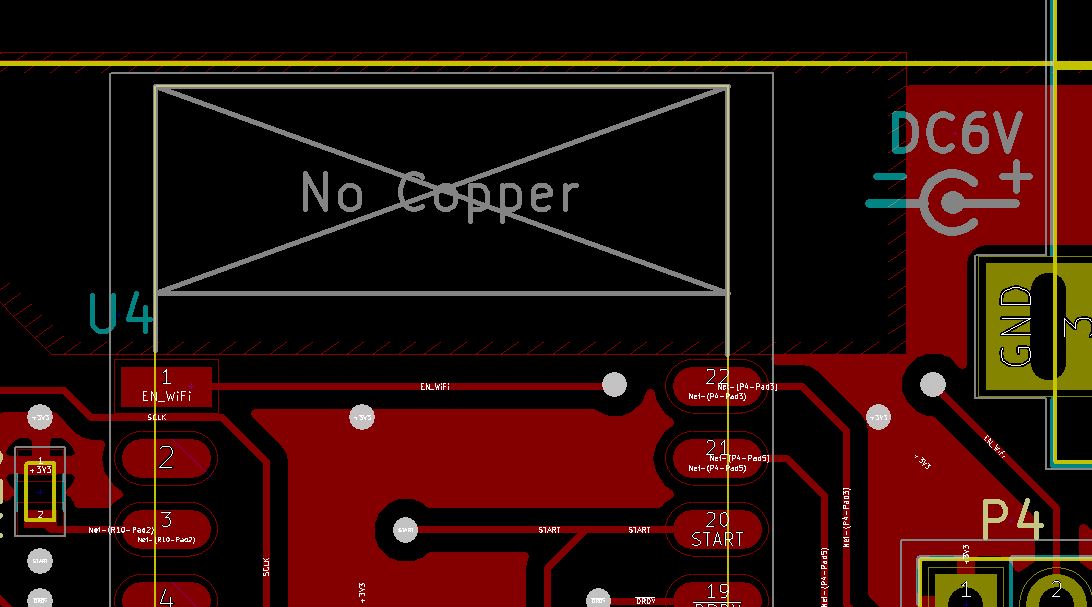 DC6V
+
No Copper
U4
GND
3
1
EN_WiFi
EN_WiFi
22
Net-(P4-Pad3)
Net-(P4-Pad3)
+3V3
SCLK
+3V3
+3V3
2
21
Net-(P4-Pad5)
Net-(P4-Pad5)
EN_WiFi
+3V3
1
+3V3
2
Net-(P4-Pad3)
3
Net-(R10-Pad2)
Net-(R10-Pad2)
START
START
START
20
START
P4
START
SCLK
Net-(P4-Pad5)
+3V3
+3V3
4
DRDY
19
DRDY
1
2